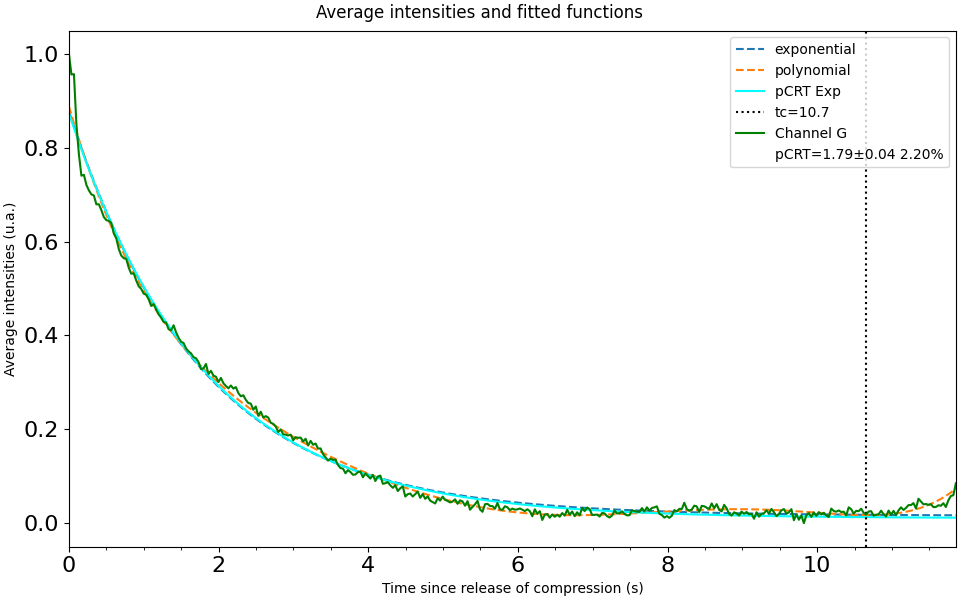 Average intensities and fitted functions
1.0
0.8
0.6
0.4
0.2
0.0
Average intensities (u.a.)
exponential
polynomial
pCRT Exp
tc=10.7
Channel G
pCRT=1.79±0.04 2.20%
0 2 4 6 8 10
Time since release of compression (s)